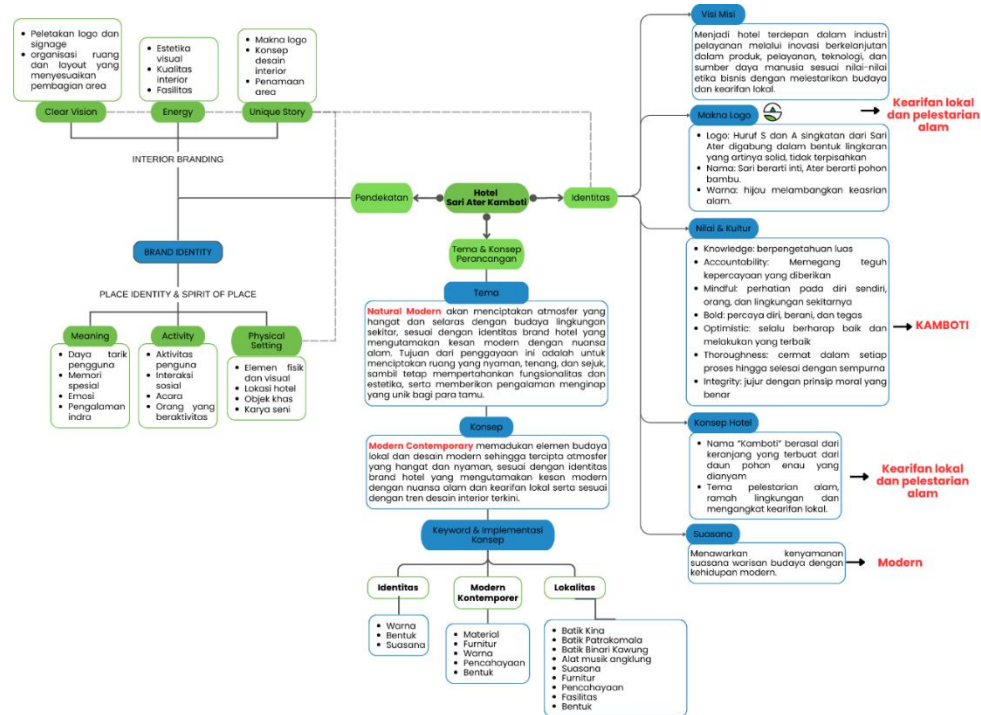 • Peletakan logo dan
signage
• organisasi ruang
dan layout yang
menyesuaikan
pembagian area
Clear Vision
• Estetika
visual
• Kualitas
interior
• Fasilitas
Energy
• Makna logo
• Konsep
desain
interior
• Penamaan
area
Unique Story
INTERIOR BRANDING
BRAND IDENTITY
PLACE IDENTITY & SPIRIT OF PLACE
Meaning
• Daya tarik
pengguna
• Memori
spesial
• Emosi
• Pengalaman
indra
Activity
• Aktivitas
penguna
• Interaksi
sosial
• Acara
• Orang yang
beraktivitas
Physical
Setting
• Elemen fisik
dan visual
• Lokasi hotel
• Objek khas
• Karya seni
Pendekatan
Hotel
Sari Ater Kamboti
Identitas
Tema & Konsep
Perancangan
Tema
Natural Modern akan menciptakan atmosfer yang
hangat dan selaras dengan budaya lingkungan
sekitar, sesuai dengan identitas brand hotel yang
mengutamakan kesan modern dengan nuansa
alam. Tujuan dari penggayaan ini adalah untuk
menciptakan ruang yang nyaman, tenang, dan sejuk,
sambil tetap mempertahankan fungsionalitas dan
estetika, serta memberikan pengalaman menginap
yang unik bagi para tamu.
Konsep
Modern Contemporary memadukan elemen budaya
lokal dan desain modern sehingga tercipta atmosfer
yang hangat dan nyaman, sesuai dengan identitas
brand hotel yang mengutamakan kesan modern
dengan nuansa alam dan kearifan lokal serta sesuai
dengan tren desain interior terkini.
Keyword & Implementasi
Konsep
Identitas
• Warna
• Bentuk
• Suasana
Modern
Kontemporer
• Material
• Furnitur
• Warna
• Pencahayaan
• Bentuk
Lokalitas
• Batik Kina
• Batik Patrakomala
• Batik Binari Kawung
• Alat musik angklung
• Suasana
• Furnitur
• Pencahayaan
• Fasilitas
• Bentuk
Visi Misi
Menjadi hotel terdepan dalam industri
pelayanan melalui inovasi berkelanjutan
dalam produk, pelayanan, teknologi, dan
sumber daya manusia sesuai nilai-nilai
etika bisnis dengan melestarikan budaya
dan kearifan lokal.
Kearifan lokal
dan pelestarian
alam
Makna Logo
• Logo: Huruf S dan A singkatan dari Sari
Ater digabung dalam bentuk lingkaran
yang artinya solid, tidak terpisahkan
• Nama: Sari berarti inti, Ater berarti pohon
bambu.
• Warna: hijau melambangkan keasrian
alam.
Nilai & Kultur
• Knowledge: berpengetahuan luas
• Accountability: Memegang teguh
kepercayaan yang diberikan
• Mindful: perhatian pada diri sendiri,
orang, dan lingkungan sekitarnya
• Bold: percaya diri, berani, dan tegas
• Optimistic: selalu berharap baik dan
melakukan yang terbaik
• Thoroughness: cermat dalam setiap
proses hingga selesai dengan sempurna
• Integrity: jujur dengan prinsip moral yang
benar
KAMBOTI
Konsep Hotel
• Nama “Kamboti” berasal dari
keranjang yang terbuat dari
daun pohon enau yang
dianyam
• Tema pelestarian alam,
ramah lingkungan dan
mengangkat kearifan lokal.
Kearifan lokal
dan pelestarian
alam
Suasana
Menawarkan kenyamanan
suasana warisan budaya dengan
kehidupan modern.
Modern